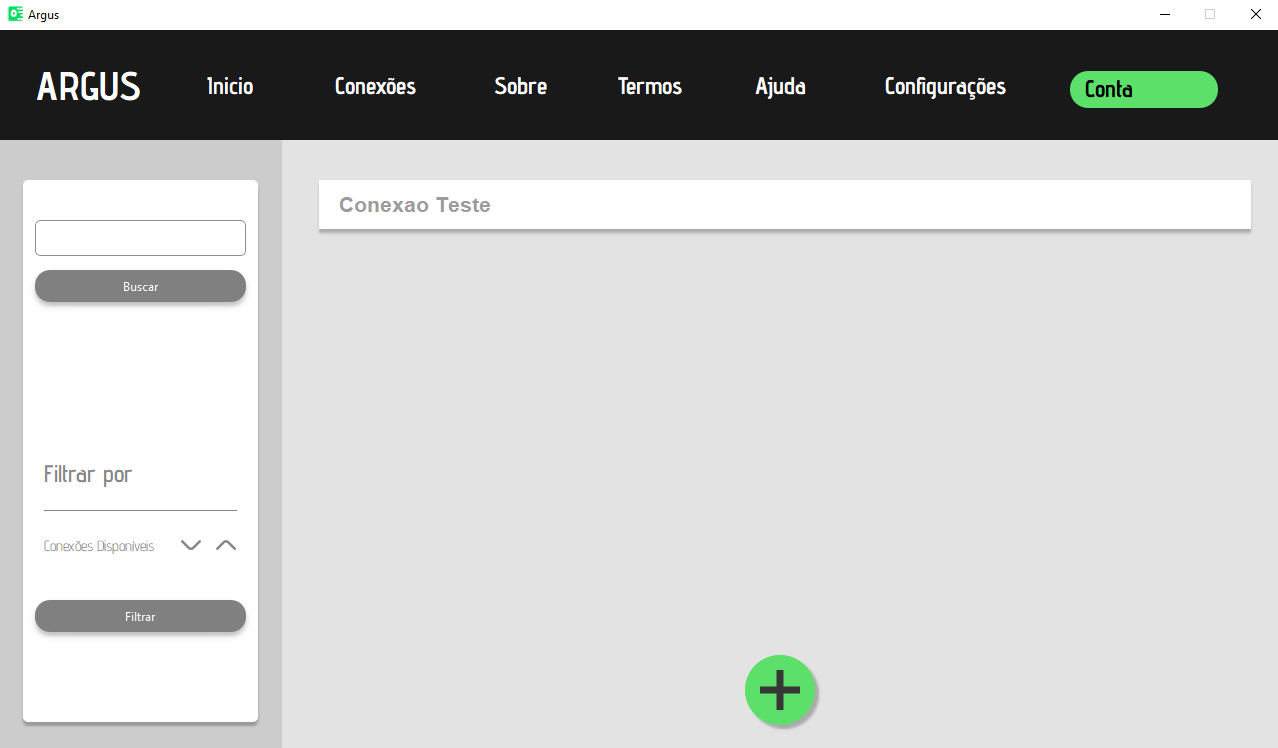 Argus
ARGUS Inicio Conexões Sobre Termos Ajuda Configurações Conta
Conexao Teste
Buscar
Filtrar por
Conexões Disponíveis
Filtrar